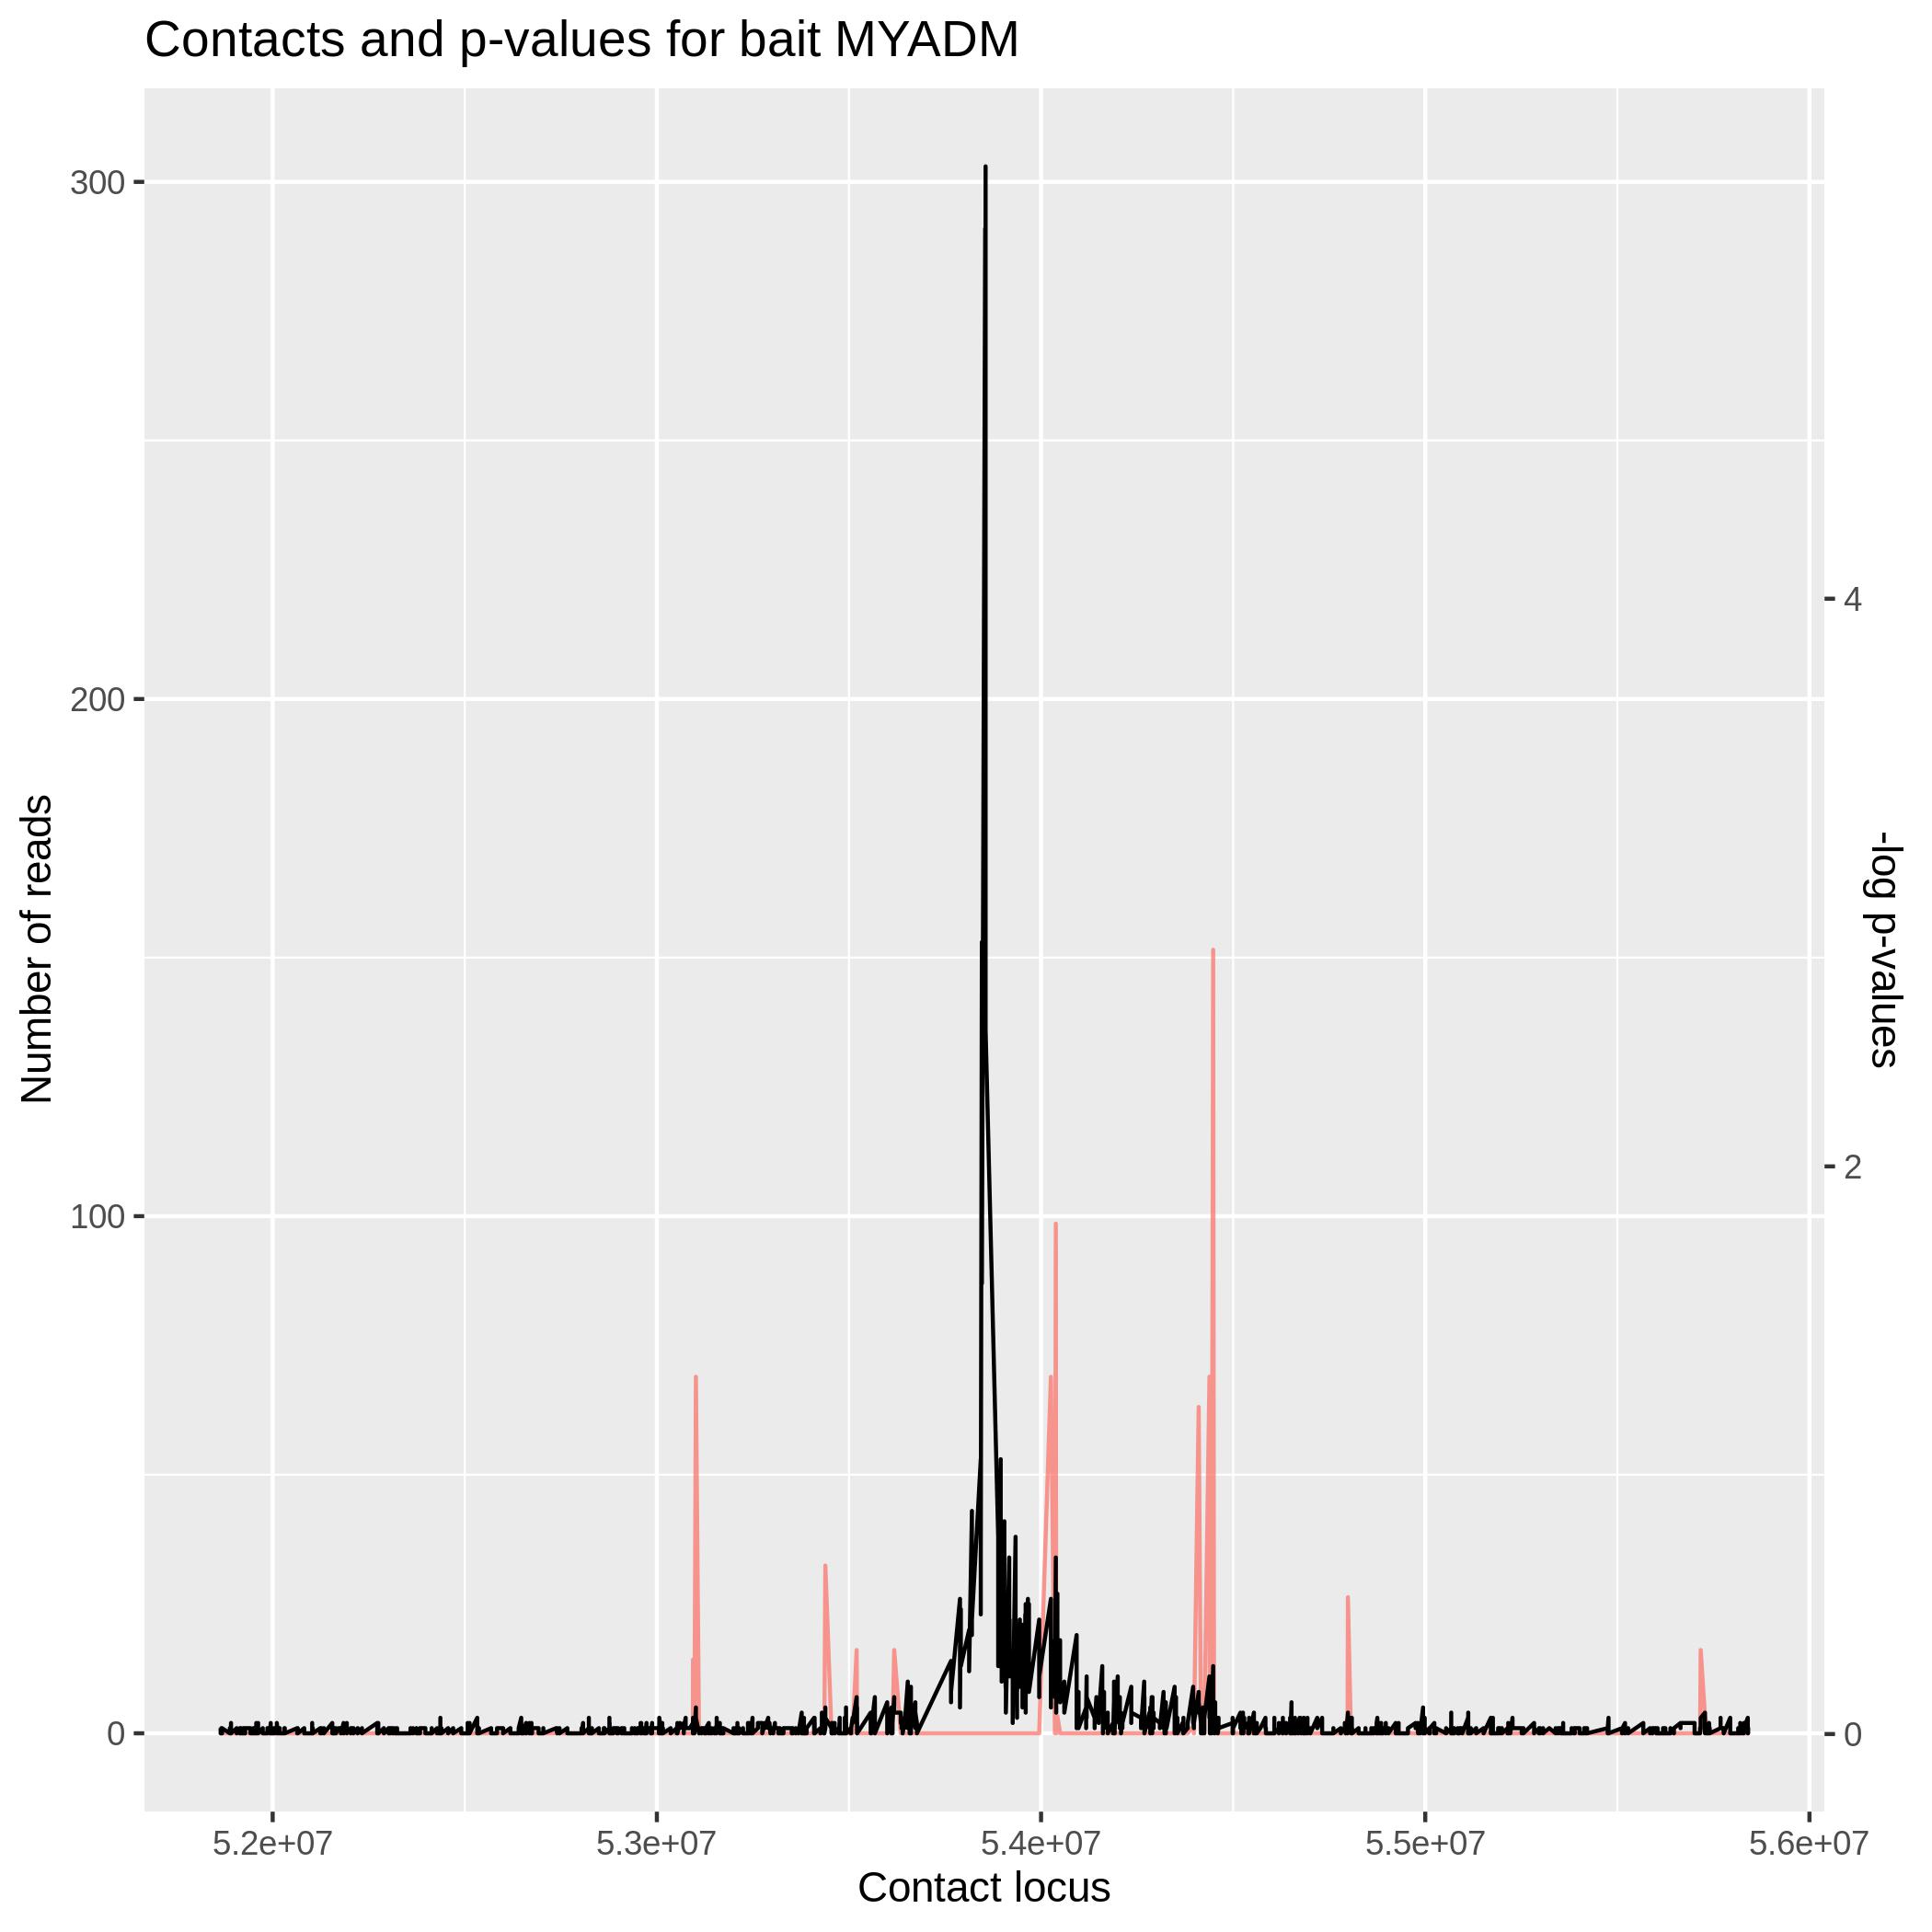 Contacts and p-values for bait MYADM
Number of reads
300
200
100
0
4
2
0
-log p-values
5.2e+07 5.3e+07 5.4e+07 5.5e+07 5.6e+07
Contact locus